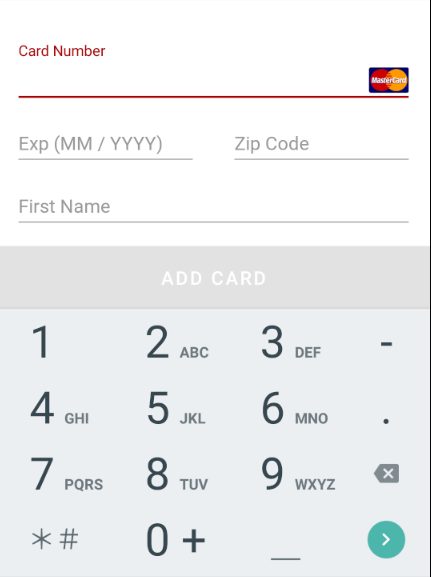 Card Number
MasterCard
Exp (MM / YYYY) Zip Code
First Name
ADD CARD
1 2 ABC 3 DEF -
4 GHI 5 JKL 6 MNO .
7 PQRS 8 TUV 9 WXYZ
*# 0 + _